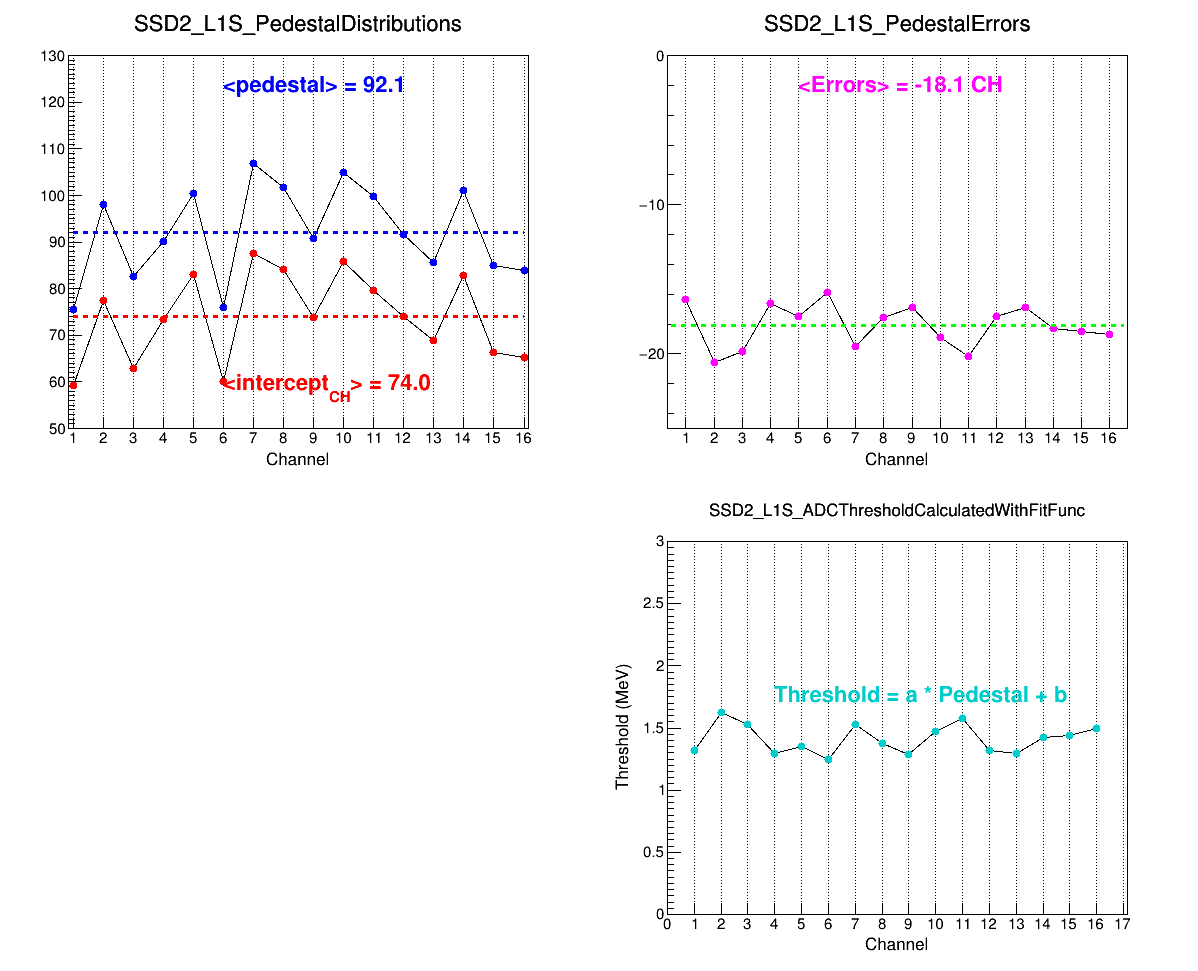 SSD2_L1S_PedestalDistributions
<pedestal> = 92.1
130
120
110
100
90
80
70
60
50
<intercept_CH> = 74.0
1 2 3 4 5 6 7 8 9 10 11 12 13 14 15 16
Channel
SSD2_L1S_PedestalErrors
<Errors> = -18.1 CH
0
−10
−20
1 2 3 4 5 6 7 8 9 10 11 12 13 14 15 16
Channel
SSD2_L1S_ADCThresholdCalculatedWithFitFunc
Threshold (MeV)
3
2.5
2
1.5
1
0.5
0
Threshold = a * Pedestal + b
0 1 2 3 4 5 6 7 8 9 10 11 12 13 14 15 16 17
Channel